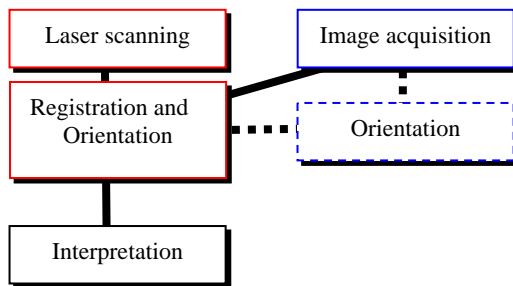 Laser scanning
Image acquisition
Registration and
Orientation
Orientation
Interpretation